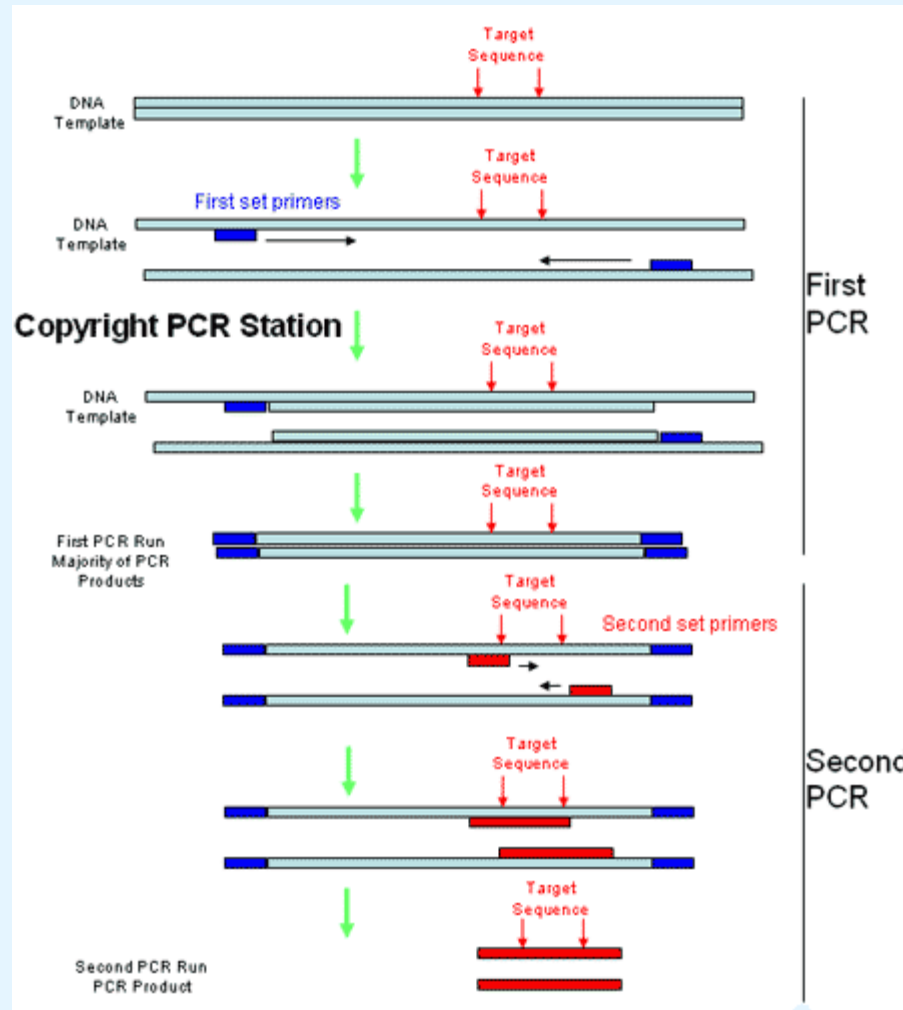 Target
Sequence
DNA
Template
Target
Sequence
First set primers
DNA
Template
First
PCR
Copyright PCR Station
Target
Sequence
DNA
Template
Target
Sequence
First PCR Run
Majority of PCR
Products
Target
Sequence
Second set primers
Target
Sequence
Second
PCR
Target
Sequence
Second PCR Run
PCR Product